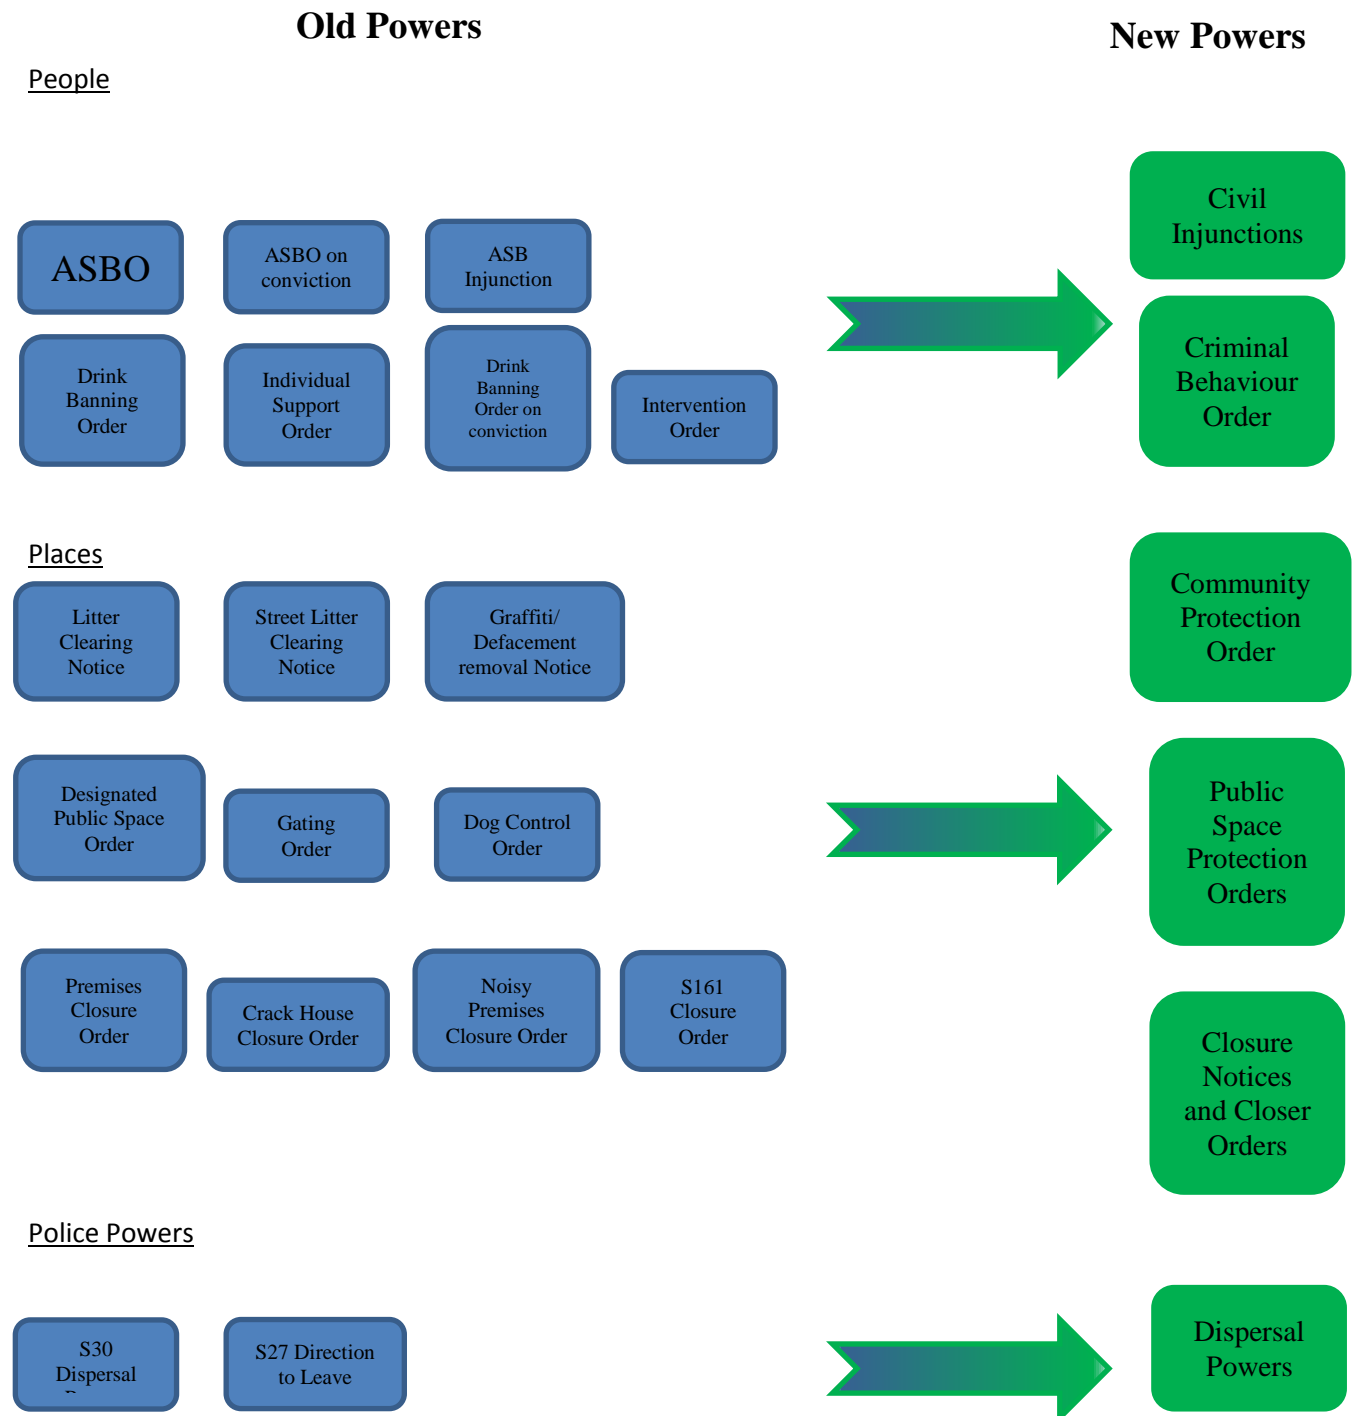 Old Powers
New Powers
People
ASBO
ASBO on
conviction
ASB
Injunction
Drink
Banning
Order
Individual
Support
Order
Drink
Banning
Order on
conviction
Intervention
Order
Civil
Injunctions
Criminal
Behaviour
Order
Places
Litter
Clearing
Notice
Street Litter
Clearing
Notice
Graffiti/
Defacement
removal Notice
Community
Protection
Order
Designated
Public Space
Order
Gating
Order
Dog Control
Order
Public
Space
Protection
Orders
Premises
Closure
Order
Crack House
Closure Order
Noisy
Premises
Closure Order
S161
Closure
Order
Closure
Notices
and Closer
Orders
Police Powers
S30
Dispersal
S27 Direction
to Leave
Dispersal
Powers